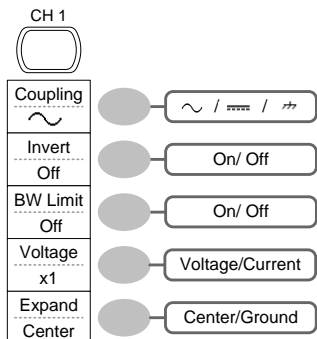 CH 1
Coupling
∿ / ⎓ / ⏚
Invert
Off
On/ Off
BW Limit
Off
On/ Off
Voltage
x1
Voltage/Current
Expand
Center
Center/Ground